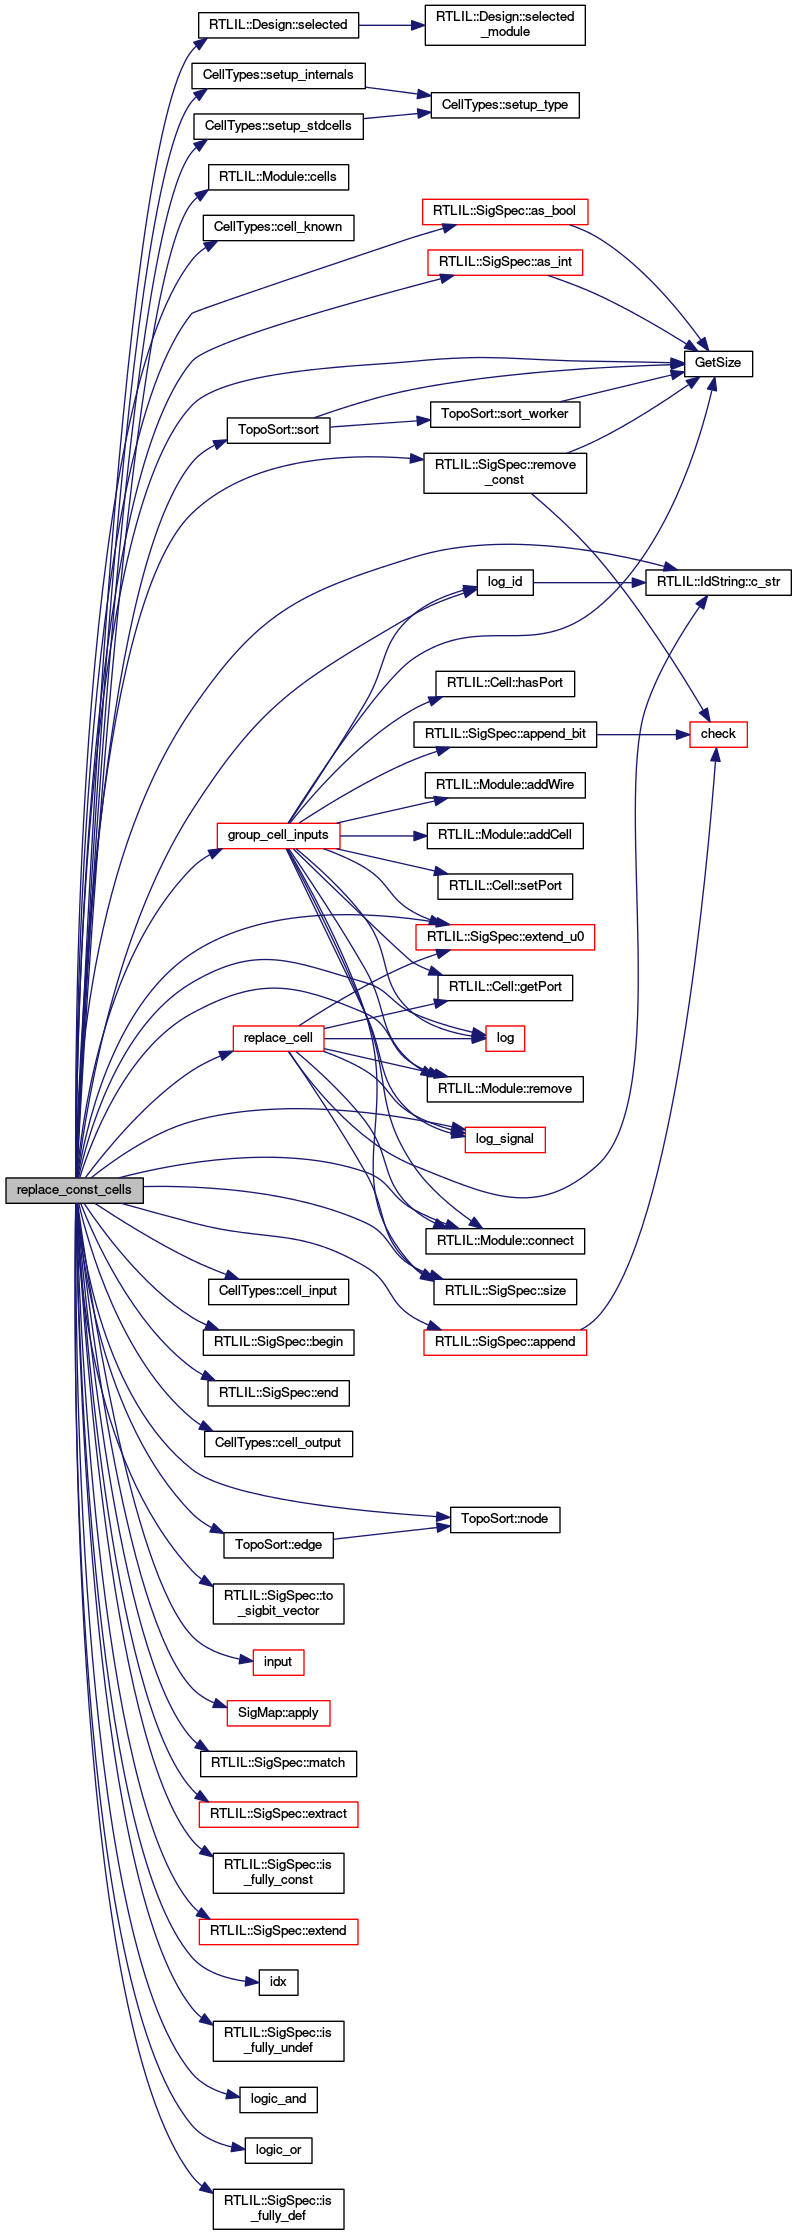 RTLIL::Design::selected
RTLIL::Design::selected
_module
CellTypes::setup_internals
CellTypes::setup_type
CellTypes::setup_stdcells
RTLIL::Module::cells
RTLIL::SigSpec::as_bool
CellTypes::cell_known
RTLIL::SigSpec::as_int
GetSize
TopoSort::sort_worker
TopoSort::sort
RTLIL::SigSpec::remove
_const
log_id
RTLIL::IdString::c_str
RTLIL::Cell::hasPort
RTLIL::SigSpec::append_bit
check
RTLIL::Module::addWire
group_cell_inputs
RTLIL::Module::addCell
RTLIL::Cell::setPort
RTLIL::SigSpec::extend_u0
RTLIL::Cell::getPort
replace_cell
log
RTLIL::Module::remove
log_signal
replace_const_cells
RTLIL::Module::connect
CellTypes::cell_input
RTLIL::SigSpec::size
RTLIL::SigSpec::begin
RTLIL::SigSpec::append
RTLIL::SigSpec::end
CellTypes::cell_output
TopoSort::node
TopoSort::edge
RTLIL::SigSpec::to
_sigbit_vector
input
SigMap::apply
RTLIL::SigSpec::match
RTLIL::SigSpec::extract
RTLIL::SigSpec::is
_fully_const
RTLIL::SigSpec::extend
idx
RTLIL::SigSpec::is
_fully_undef
logic_and
logic_or
RTLIL::SigSpec::is
_fully_def